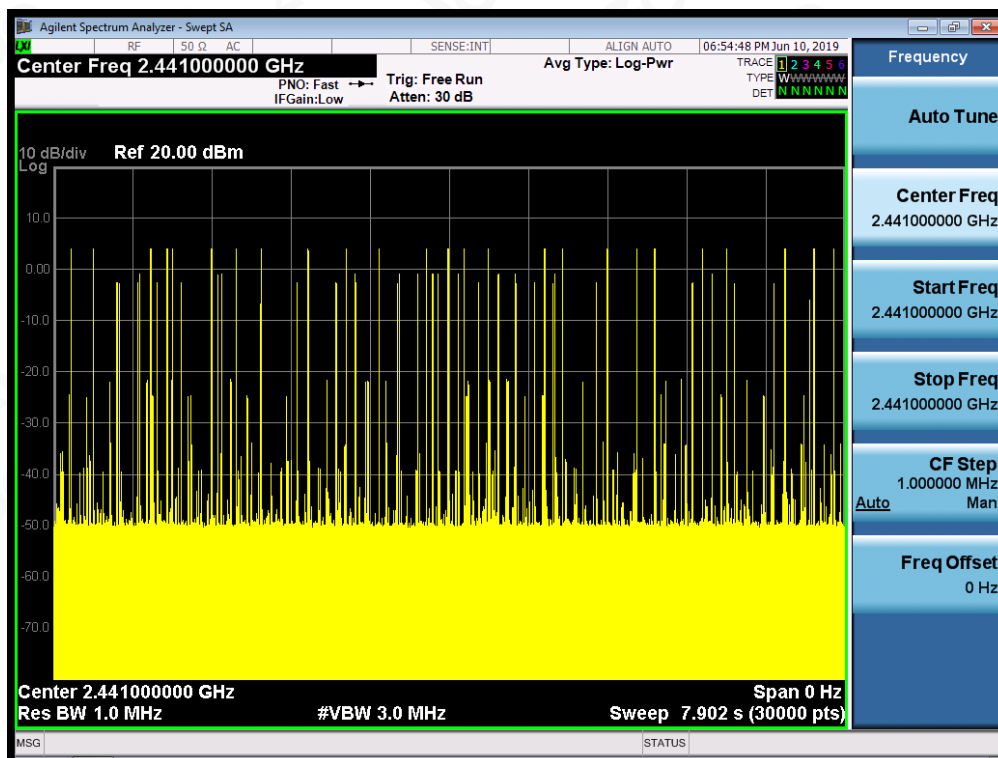 Agilent Spectrum Analyzer - Swept SA
LXI RF 50 Ω AC SENSE:INT ALIGN AUTO 06:54:48 PM Jun 10, 2019
Center Freq 2.441000000 GHz
PNO: Fast
IFGain:Low
Trig: Free Run
Atten: 30 dB
Avg Type: Log-Pwr
TRACE 1 2 3 4 5 6
TYPE WWWWWW
DET N N N N N N
10 dB/div Ref 20.00 dBm
Log
10.0
0.00
-10.0
-20.0
-30.0
-40.0
-50.0
-60.0
-70.0
Center 2.441000000 GHz Span 0 Hz
Res BW 1.0 MHz #VBW 3.0 MHz Sweep 7.902 s (30000 pts)
MSG STATUS
Frequency
Auto Tune
Center Freq
2.441000000 GHz
Start Freq
2.441000000 GHz
Stop Freq
2.441000000 GHz
CF Step
1.000000 MHz
Auto Man
Freq Offset
0 Hz